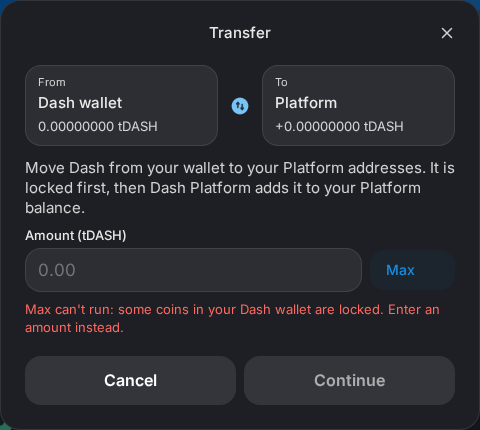 Transfer
From
Dash wallet
0.00000000 tDASH
To
Platform
+0.00000000 tDASH
Move Dash from your wallet to your Platform addresses. It is
locked first, then Dash Platform adds it to your Platform
balance.
Amount (tDASH)
0.00
Max
Max can't run: some coins in your Dash wallet are locked. Enter an
amount instead.
Cancel
Continue